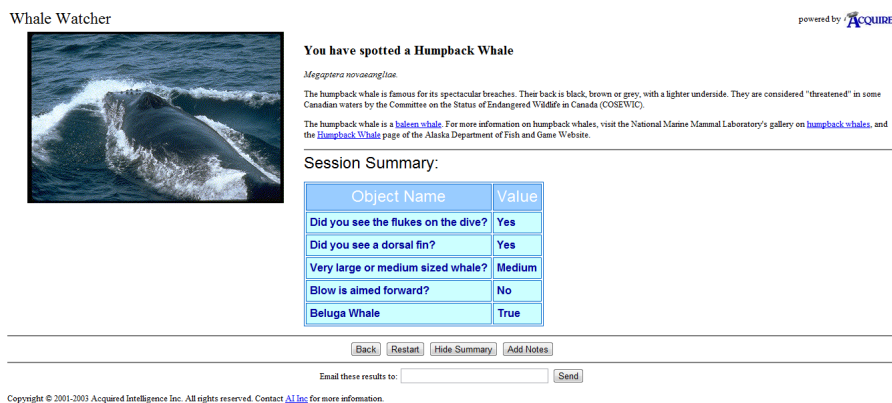 Whale Watcher
powered by ACQUIRE
You have spotted a Humpback Whale
Megaptera novaeangliae.
The humpback whale is famous for its spectacular breaches. Their back is black, brown or grey, with a lighter underside. They are considered "threatened" in some
Canadian waters by the Committee on the Status of Endangered Wildlife in Canada (COSEWIC).
The humpback whale is a baleen whale. For more information on humpback whales, visit the National Marine Mammal Laboratory's gallery on humpback whales, and
the Humpback Whale page of the Alaska Department of Fish and Game Website.
Session Summary:
Object Name Value
Did you see the flukes on the dive? Yes
Did you see a dorsal fin? Yes
Very large or medium sized whale? Medium
Blow is aimed forward? No
Beluga Whale True
Back Restart Hide Summary Add Notes
Email these results to: Send
Copyright © 2001-2003 Acquired Intelligence Inc. All rights reserved. Contact AI Inc for more information.